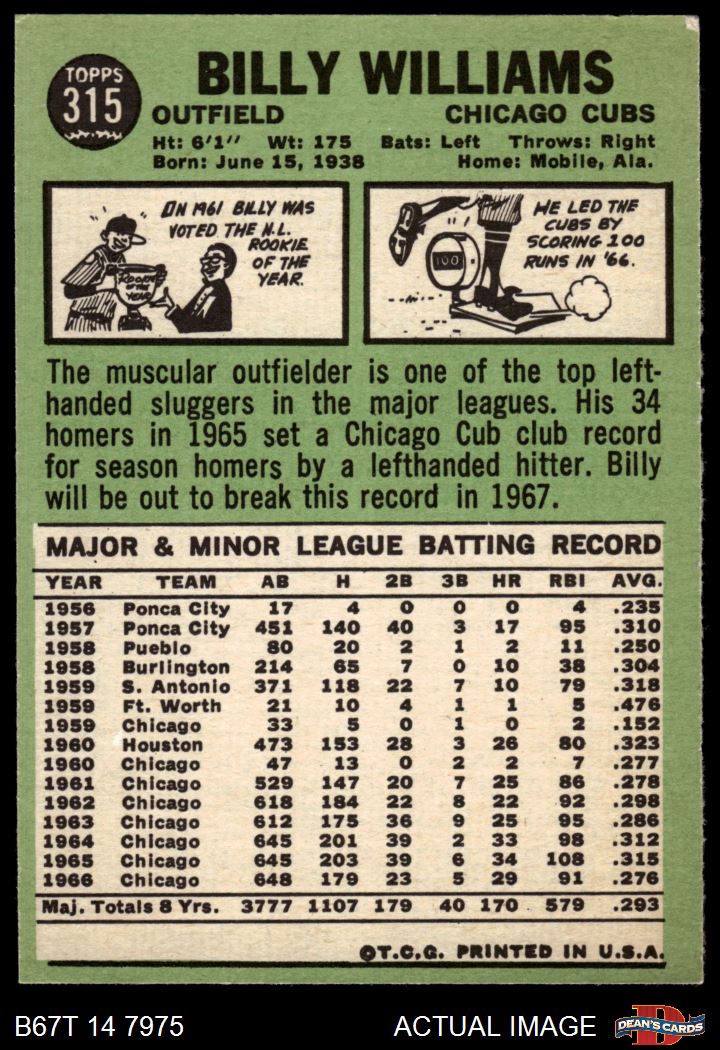 TOPPS
315
BILLY WILLIAMS
OUTFIELD CHICAGO CUBS
Ht: 6'1'' Wt: 175 Bats: Left Throws: Right
Born: June 15, 1938 Home: Mobile, Ala.
IN 1961 BILLY WAS
VOTED THE N.L.
ROOKIE
OF THE
YEAR.
ROOKIE
OF THE
YEAR
HE LED THE
CUBS BY
SCORING 100
RUNS IN '66.
100
The muscular outfielder is one of the top left-
handed sluggers in the major leagues. His 34
homers in 1965 set a Chicago Cub club record
for season homers by a lefthanded hitter. Billy
will be out to break this record in 1967.
MAJOR & MINOR LEAGUE BATTING RECORD
YEAR TEAM AB H 2B 3B HR RBI AVG.
1956 Ponca City 17 4 0 0 0 4 .235
1957 Ponca City 451 140 40 3 17 95 .310
1958 Pueblo 80 20 2 1 2 11 .250
1958 Burlington 214 65 7 0 10 38 .304
1959 S. Antonio 371 118 22 7 10 79 .318
1959 Ft. Worth 21 10 4 1 1 5 .476
1959 Chicago 33 5 0 1 0 2 .152
1960 Houston 473 153 28 3 26 80 .323
1960 Chicago 47 13 0 2 2 7 .277
1961 Chicago 529 147 20 7 25 86 .278
1962 Chicago 618 184 22 8 22 92 .298
1963 Chicago 612 175 36 9 25 95 .286
1964 Chicago 645 201 39 2 33 98 .312
1965 Chicago 645 203 39 6 34 108 .315
1966 Chicago 648 179 23 5 29 91 .276
Maj. Totals 8 Yrs. 3777 1107 179 40 170 579 .293
©T.C.G. PRINTED IN U.S.A.
B67T 14 7975 ACTUAL IMAGE
D
DEAN'S CARDS